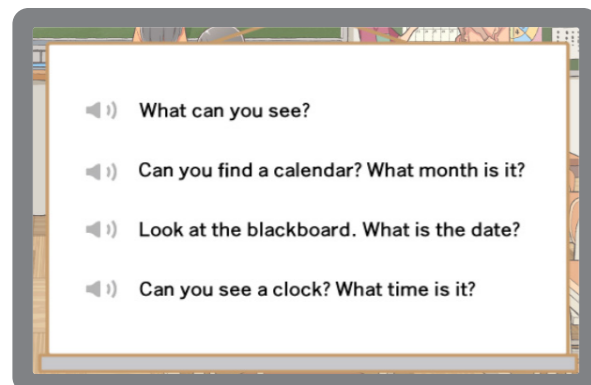 What can you see?
Can you find a calendar? What month is it?
Look at the blackboard. What is the date?
Can you see a clock? What time is it?